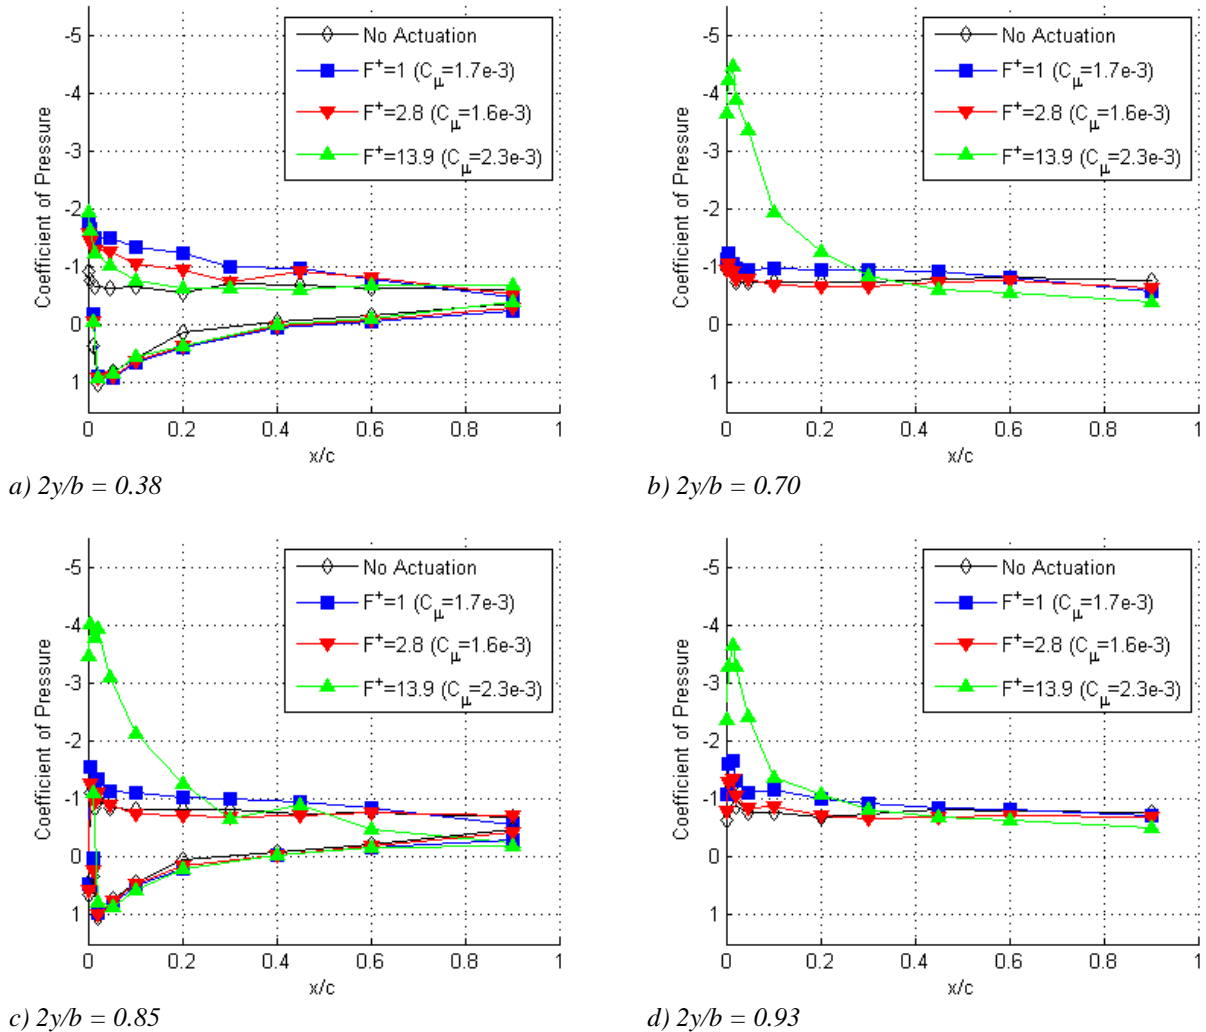 -5
-4
-3
-2
-1
0
1
Coefficient of Pressure
No Actuation
F+=1 (Cμ=1.7e-3)
F+=2.8 (Cμ=1.6e-3)
F+=13.9 (Cμ=2.3e-3)
0 0.2 0.4 0.6 0.8 1
x/c
a) 2y/b = 0.38
-5
-4
-3
-2
-1
0
1
Coefficient of Pressure
No Actuation
F+=1 (Cμ=1.7e-3)
F+=2.8 (Cμ=1.6e-3)
F+=13.9 (Cμ=2.3e-3)
0 0.2 0.4 0.6 0.8 1
x/c
b) 2y/b = 0.70
-5
-4
-3
-2
-1
0
1
Coefficient of Pressure
No Actuation
F+=1 (Cμ=1.7e-3)
F+=2.8 (Cμ=1.6e-3)
F+=13.9 (Cμ=2.3e-3)
0 0.2 0.4 0.6 0.8 1
x/c
c) 2y/b = 0.85
-5
-4
-3
-2
-1
0
1
Coefficient of Pressure
No Actuation
F+=1 (Cμ=1.7e-3)
F+=2.8 (Cμ=1.6e-3)
F+=13.9 (Cμ=2.3e-3)
0 0.2 0.4 0.6 0.8 1
x/c
d) 2y/b = 0.93